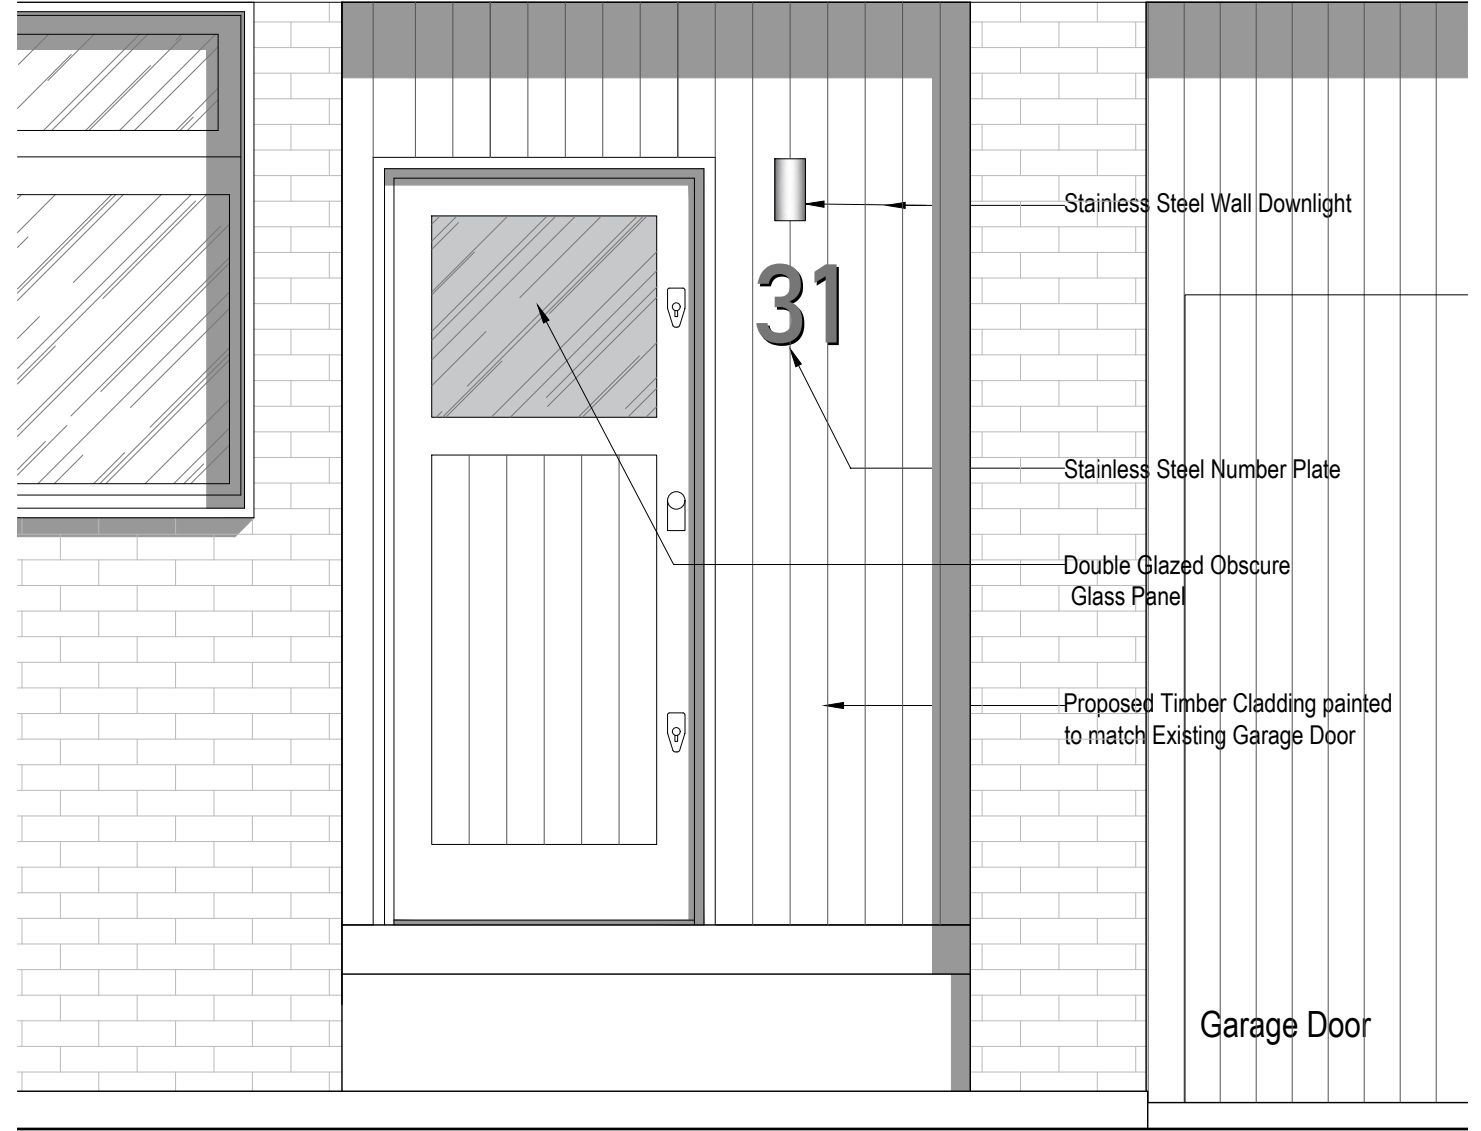 Stainless Steel Wall Downlight
31
Stainless Steel Number Plate
Double Glazed Obscure
Glass Panel
Proposed Timber Cladding painted
to match Existing Garage Door
Garage Door